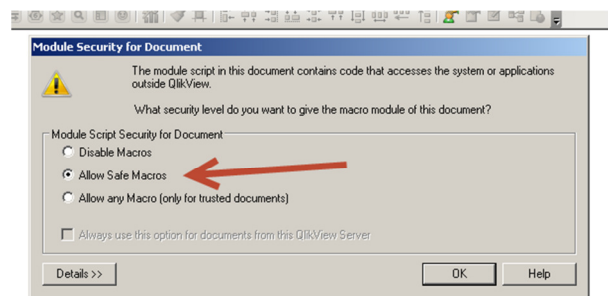 Module Security for Document
The module script in this document contains code that accesses the system or applications
outside QlikView.
What security level do you want to give the macro module of this document?
Module Script Security for Document
Disable Macros
Allow Safe Macros
Allow any Macro (only for trusted documents)
Always use this option for documents from this QlikView Server
Details >> OK Help